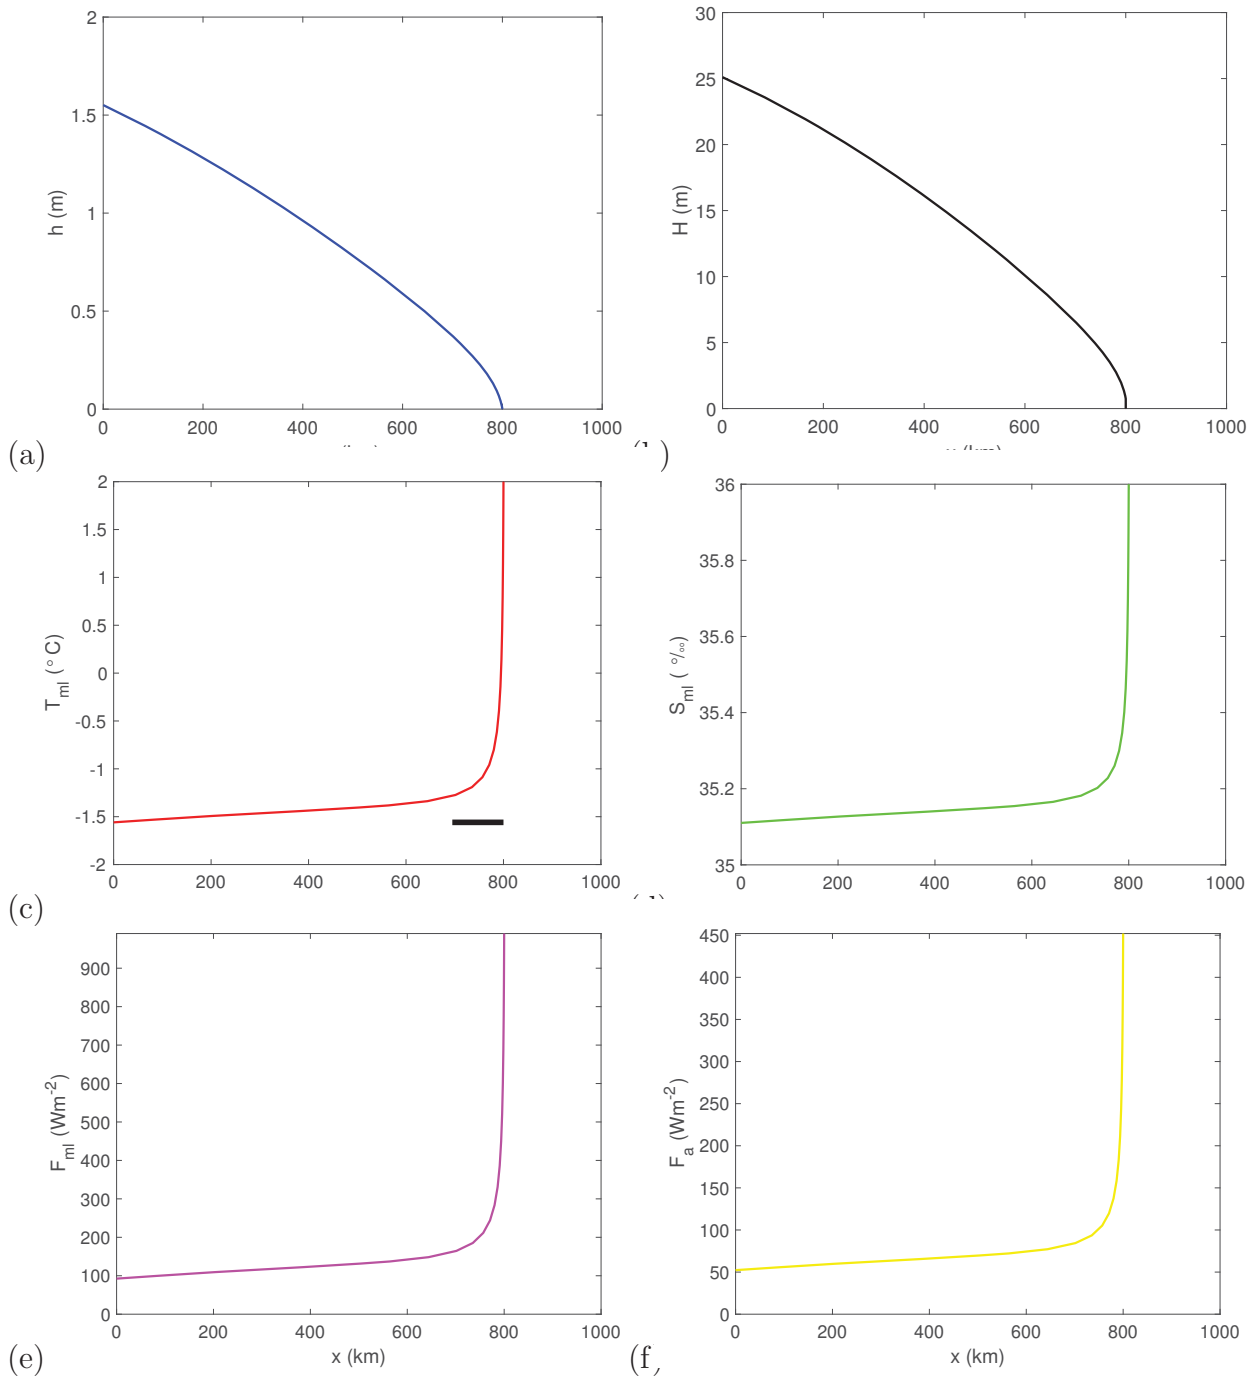 2
1.5
1
0.5
0
h (m)
0 200 400 600 800 1000
(a)
30
25
20
15
10
5
0
H (m)
0 200 400 600 800 1000
2
1.5
1
0.5
0
-0.5
-1
-1.5
-2
T_ml (° C)
0 200 400 600 800 1000
(c)
36
35.8
35.6
35.4
35.2
35
S_ml ( °/∞)
0 200 400 600 800 1000
900
800
700
600
500
400
300
200
100
0
F_ml (Wm^-2)
0 200 400 600 800 1000
x (km)
(e)
450
400
350
300
250
200
150
100
50
0
F_a (Wm^-2)
0 200 400 600 800 1000
x (km)
(f